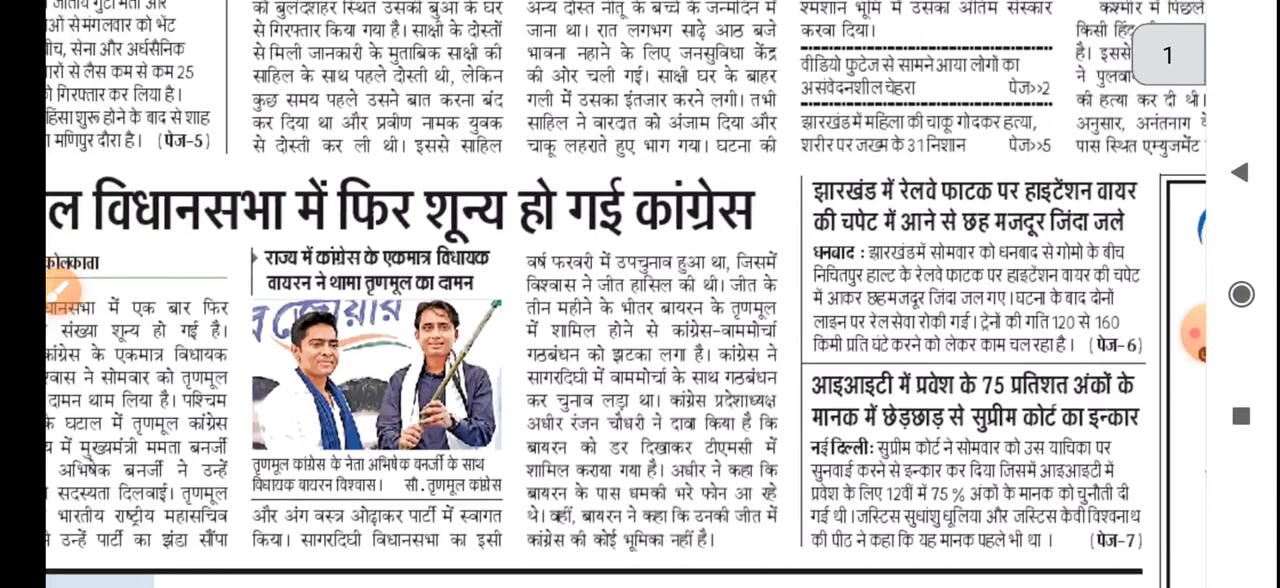 जातीय गुटों मेतों और
ओं से मंगलवार को भेंट
बीच, सेना और अर्धसैनिक
ारों से लैस कम से कम 25
गिरफ्तार कर लिया है।
हिंसा शुरू होने के बाद से शाह
मणिपुर दौरा है। (पेज-5)
को बुलंदशहर स्थित उसकी बुआ के घर
से गिरफ्तार किया गया है। साक्षी के दोस्तों
से मिली जानकारी के मुताबिक साक्षी की
साहिल के साथ पहले दोस्ती थी, लेकिन
कुछ समय पहले उसने बात करना बंद
कर दिया था और प्रवीण नामक युवक
से दोस्ती कर ली थी। इससे साहिल
अन्य दोस्त नीतू के बच्चे के जन्मदिन में
जाना था। रात लगभग साढ़े आठ बजे
भावना नहाने के लिए जनसुविधा केंद्र
की ओर चली गई। साक्षी घर के बाहर
गली में उसका इंतजार करने लगी। तभी
साहिल ने वारदात को अंजाम दिया और
चाकू लहराते हुए भाग गया। घटना की
श्मशान भूमि में उसका अंतिम संस्कार
करवा दिया।
वीडियो फुटेज से सामने आया लोगों का
असंवेदनशील चेहरा पेज>>2
झारखंड में महिला की चाकू गोदकर हत्या,
शरीर पर जख्म के 31 निशान पेज>>5
कश्मीर में पिछले
किसी हिंदू
है। इससे
ने पुलवा
की हत्या कर दी थी।
अनुसार, अनंतनाग के
पास स्थित एम्युजमेंट
1
ल विधानसभा में फिर शून्य हो गई कांग्रेस
कोलकाता
धानसभा में एक बार फिर
संख्या शून्य हो गई है।
कांग्रेस के एकमात्र विधायक
श्वास ने सोमवार को तृणमूल
दामन थाम लिया है। पश्चिम
के घटाल में तृणमूल कांग्रेस
य में मुख्यमंत्री ममता बनर्जी
अभिषेक बनर्जी ने उन्हें
सदस्यता दिलवाई। तृणमूल
भारतीय राष्ट्रीय महासचिव
ने उन्हें पार्टी का झंडा सौंपा
राज्य में कांग्रेस के एकमात्र विधायक
वायरन ने थामा तृणमूल का दामन
जोয়ার
तृणमूल कांग्रेस के नेता अभिषेक बनर्जी के साथ
विधायक वायरन विश्वास। सौ. तृणमूल कांग्रेस
और अंग वस्त्र ओढ़ाकर पार्टी में स्वागत
किया। सागरदिघी विधानसभा का इसी
वर्ष फरवरी में उपचुनाव हुआ था, जिसमें
विश्वास ने जीत हासिल की थी। जीत के
तीन महीने के भीतर बायरन के तृणमूल
में शामिल होने से कांग्रेस-वाममोर्चा
गठबंधन को झटका लगा है। कांग्रेस ने
सागरदिघी में वाममोर्चा के साथ गठबंधन
कर चुनाव लड़ा था। कांग्रेस प्रदेशाध्यक्ष
अधीर रंजन चौधरी ने दावा किया है कि
बायरन को डर दिखाकर टीएमसी में
शामिल कराया गया है। अधीर ने कहा कि
बायरन के पास धमकी भरे फोन आ रहे
थे। वहीं, बायरन ने कहा कि उनकी जीत में
कांग्रेस की कोई भूमिका नहीं है।
झारखंड में रेलवे फाटक पर हाइटेंशन वायर
की चपेट में आने से छह मजदूर जिंदा जले
धनबाद : झारखंड में सोमवार को धनबाद से गोमो के बीच
निचितपुर हाल्ट के रेलवे फाटक पर हाइटेंशन वायर की चपेट
में आकर छह मजदूर जिंदा जल गए। घटना के बाद दोनों
लाइन पर रेल सेवा रोकी गई। ट्रेनों की गति 120 से 160
किमी प्रति घंटे करने को लेकर काम चल रहा है। (पेज-6)
आइआइटी में प्रवेश के 75 प्रतिशत अंकों के
मानक में छेड़छाड़ से सुप्रीम कोर्ट का इन्कार
नई दिल्ली: सुप्रीम कोर्ट ने सोमवार को उस याचिका पर
सुनवाई करने से इन्कार कर दिया जिसमें आइआइटी में
प्रवेश के लिए 12वीं में 75 % अंकों के मानक को चुनौती दी
गई थी। जस्टिस सुधांशु धूलिया और जस्टिस केवी विश्वनाथ
की पीठ ने कहा कि यह मानक पहले भी था । (पेज-7)